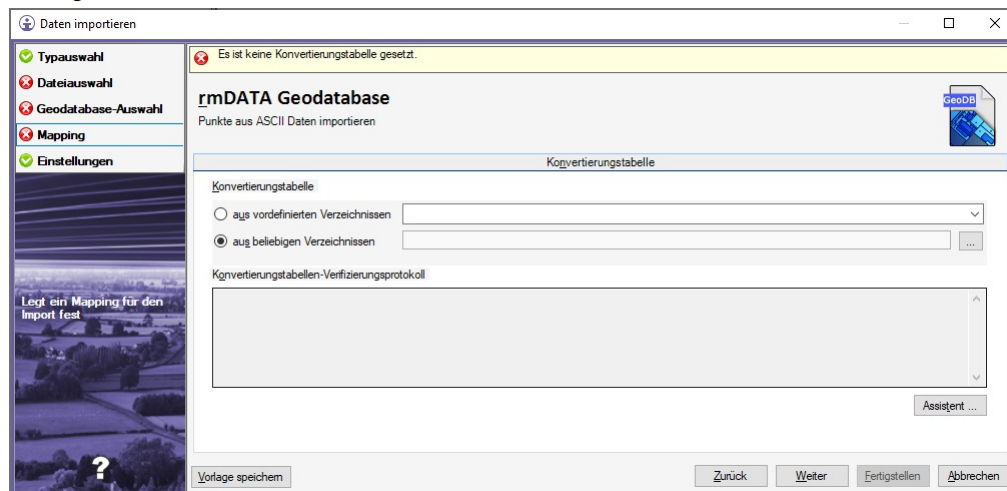 Daten importieren
Typauswahl
Dateiauswahl
Geodatabase-Auswahl
Mapping
Einstellungen
Legt ein Mapping für den
Import fest
?
Es ist keine Konvertierungstabelle gesetzt.
rmDATA Geodatabase
Punkte aus ASCII Daten importieren
GeoDB
Konvertierungstabelle
Konvertierungstabelle
aus vordefinierten Verzeichnissen
aus beliebigen Verzeichnissen
...
Konvertierungstabellen-Verifizierungsprotokoll
Assistent ...
Vorlage speichern
Zurück
Weiter
Fertigstellen
Abbrechen